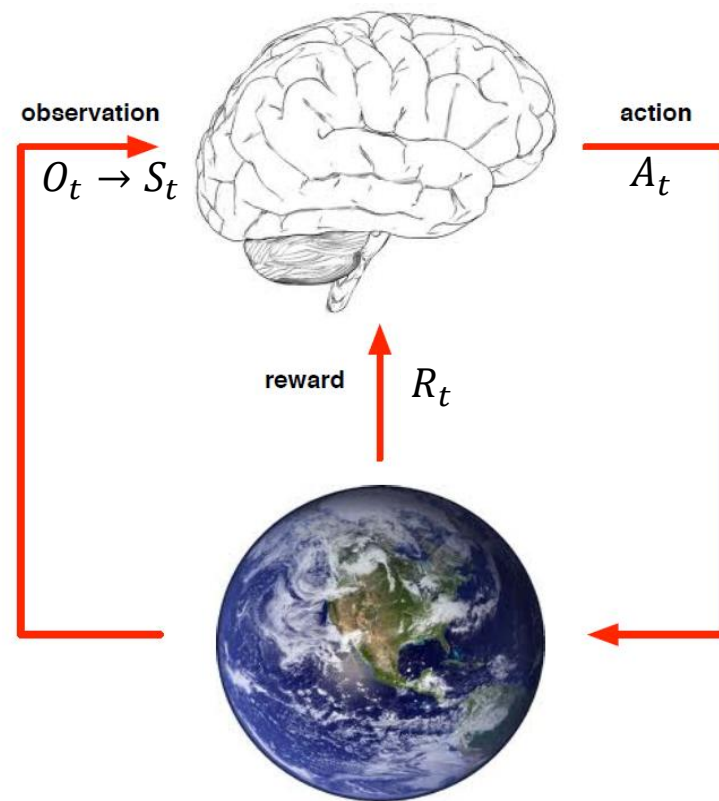 observation
O_t → S_t
action
A_t
reward
R_t